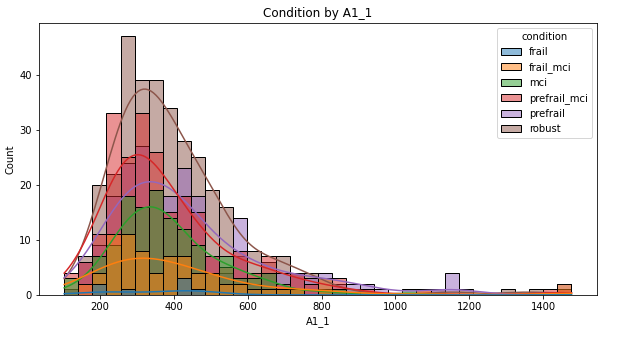 Condition by A1_1
condition
frail
frail_mci
mci
prefrail_mci
prefrail
robust
Count
40
30
20
10
0
200
400
600
800
1000
1200
1400
A1_1